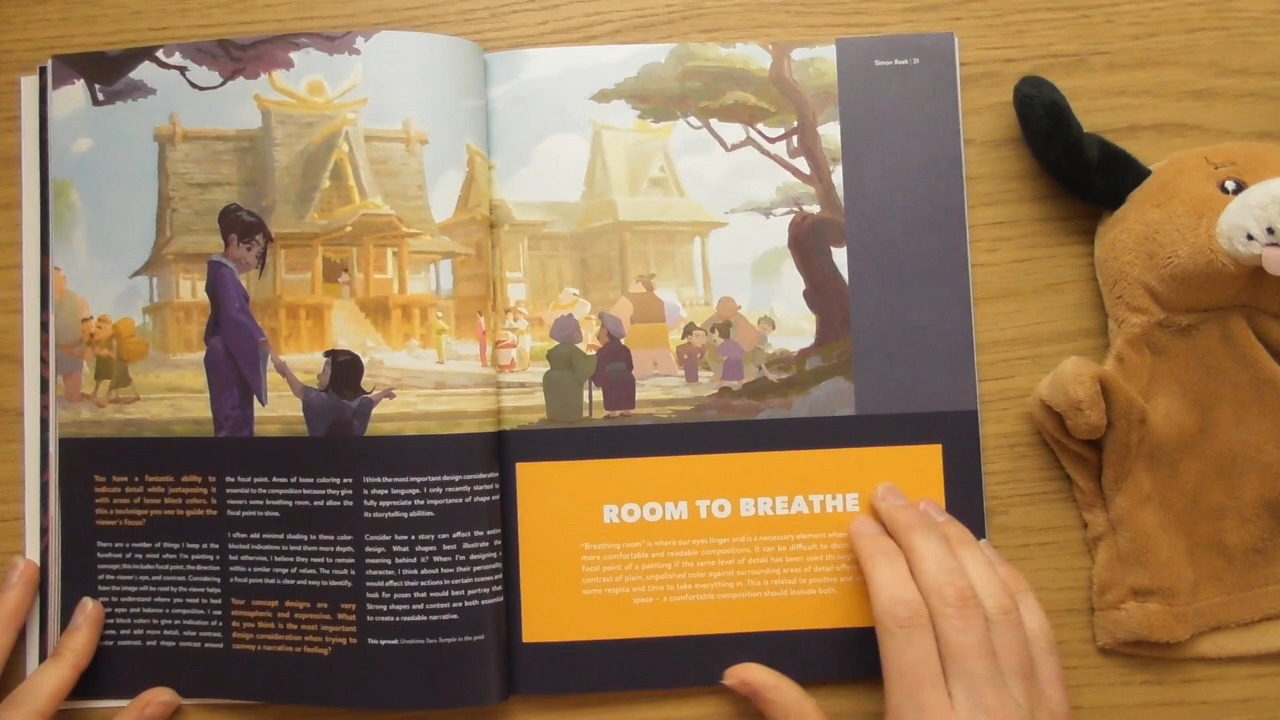 Simon Baek | 31
You have a fantastic ability to
indicate detail while juxtaposing it
with areas of loose block colors. Is
this a technique you use to guide the
viewer's focus?
There are a number of things I keep at the
forefront of my mind when I'm painting a
concept; this includes focal point, the direction
of the viewer's eye, and contrast. Considering
how the image will be read by the viewer helps
you to understand where you need to lead
eyes and balance a composition. I use
block colors to give an indication of a
and add more detail, value contrast,
contrast, and shape contrast around
the focal point. Areas of loose coloring are
essential to the composition because they give
viewers some breathing room, and allow the
focal point to shine.
I often add minimal shading to these color-
blocked indications to lend them more depth,
but otherwise, I believe they need to remain
within a similar range of values. The result is
a focal point that is clear and easy to identify.
Your concept designs are very
atmospheric and expressive. What
do you think is the most important
design consideration when trying to
convey a narrative or feeling?
I think the most important design consideration
is shape language. I only recently started to
fully appreciate the importance of shape and
its storytelling abilities.
Consider how a story can affect the entire
design. What shapes best illustrate the
meaning behind it? When I'm designing a
character, I think about how their personality
would affect their actions in certain scenes and
look for poses that would best portray that.
Strong shapes and context are both essential
to create a readable narrative.
This spread: Urashima Taro Temple in the past
ROOM TO BREATHE
"Breathing room" is where our eyes linger and is a necessary element when
more comfortable and readable compositions. It can be difficult to
focal point of a painting if the same level of detail has been used
contrast of plain, unpolished color against surrounding areas of detail
some respite and time to take everything in. This is related to positive and
space – a comfortable composition should include both.